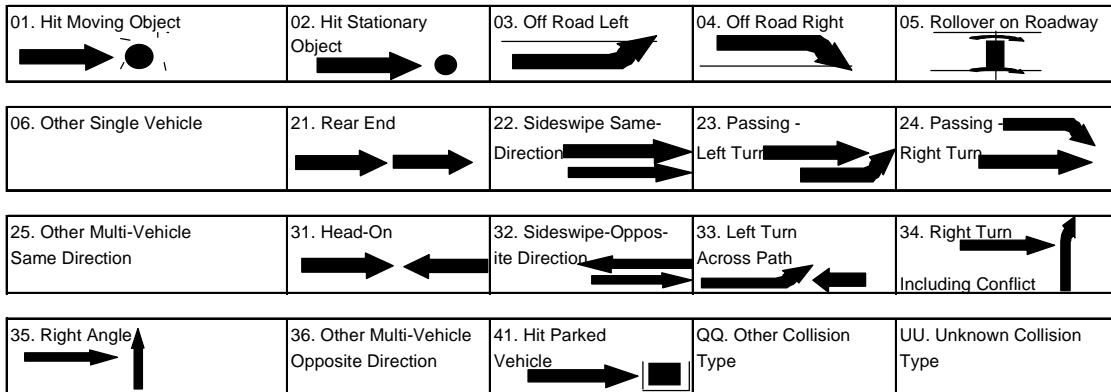 01. Hit Moving Object
02. Hit Stationary
Object
03. Off Road Left
04. Off Road Right
05. Rollover on Roadway
06. Other Single Vehicle
21. Rear End
22. Sideswipe Same-
Direction
23. Passing -
Left Turn
24. Passing -
Right Turn
25. Other Multi-Vehicle
Same Direction
31. Head-On
32. Sideswipe-Oppos-
ite Direction
33. Left Turn
Across Path
34. Right Turn
Including Conflict
35. Right Angle
36. Other Multi-Vehicle
Opposite Direction
41. Hit Parked
Vehicle
QQ. Other Collision
Type
UU. Unknown Collision
Type